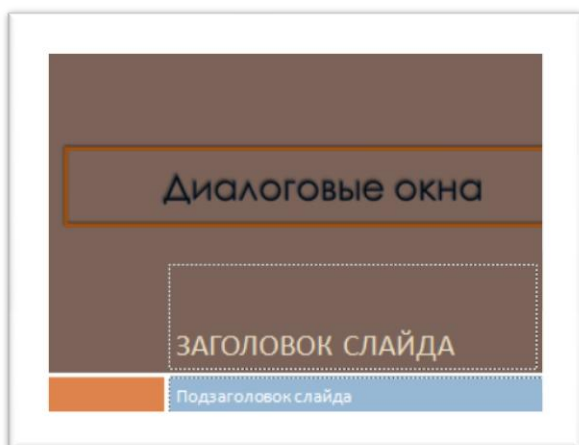 Диалоговые окна
ЗАГОЛОВОК СЛАЙДА
Подзаголовок слайда